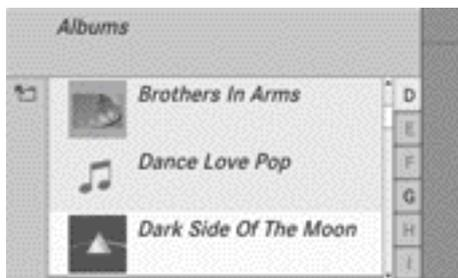 Albums
Brothers In Arms
Dance Love Pop
Dark Side Of The Moon
D
E
F
G
H
I